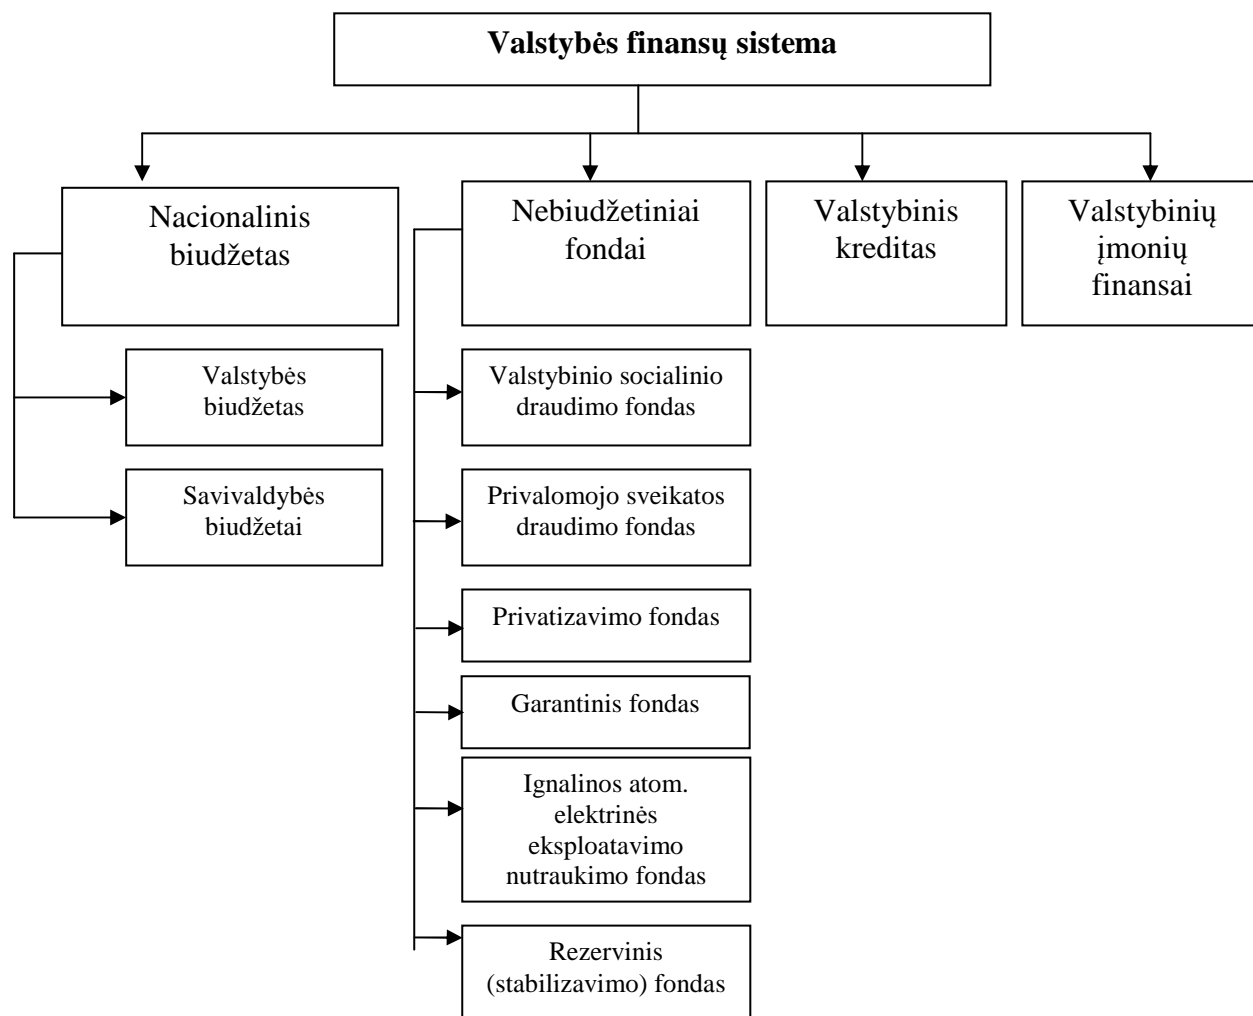 Valstybės finansų sistema
Nacionalinis
biudžetas
Nebiudžetiniai
fondai
Valstybinis
kreditas
Valstybinių
įmonių
finansai
Valstybės
biudžetas
Savivaldybės
biudžetai
Valstybinio socialinio
draudimo fondas
Privalomojo sveikatos
draudimo fondas
Privatizavimo fondas
Garantinis fondas
Ignalinos atom.
elektrinės
eksploatavimo
nutraukimo fondas
Rezervinis
(stabilizavimo) fondas